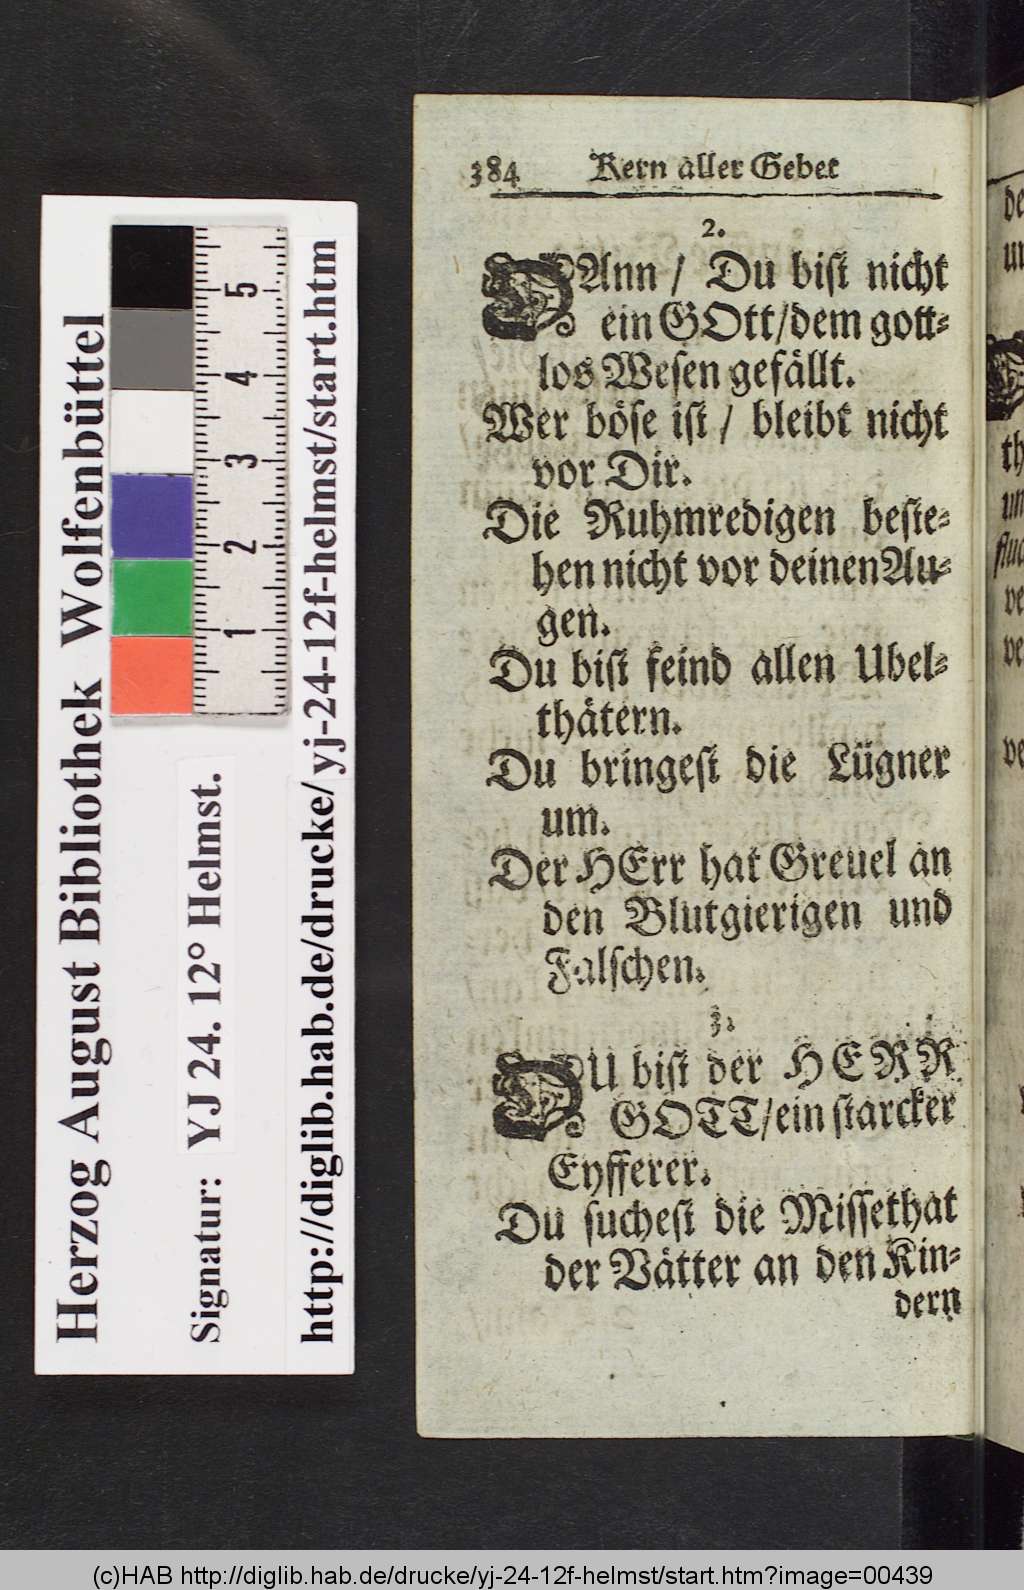 Herzog August Bibliothek Wolfenbüttel
Signatur: YJ 24. 12° Helmst.
http://diglib.hab.de/drucke/yj-24-12f-helmst/start.htm
5
4
3
2
1
384 Kern aller Gebet
2.
DAnn / Du bist nicht
ein GOtt/dem gott⸗
los Wesen gefällt.
Wer böse ist / bleibt nicht
vor Dir.
Die Ruhmredigen beste⸗
hen nicht vor deinen Au⸗
gen.
Du bist feind allen Ubel⸗
thätern.
Du bringest die Lügner
um.
Der HErr hat Greuel an
den Blutgierigen und
Falschen.
3.
DU bist der HERR
GOTT/ein starcker
Eyfferer.
Du suchest die Missethat
der Vätter an den Kin⸗
dern
(c)HAB http://diglib.hab.de/drucke/yj-24-12f-helmst/start.htm?image=00439